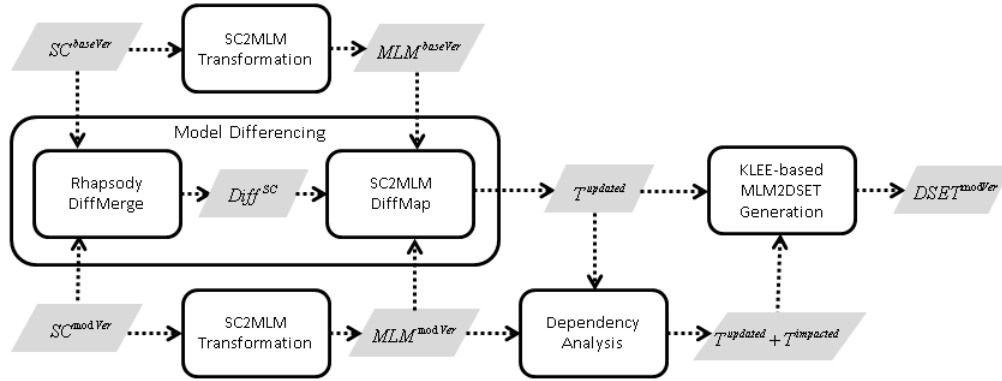 SC^baseVer
SC2MLM
Transformation
MLM^baseVer
Model Differencing
Rhapsody
DiffMerge
Diff^SC
SC2MLM
DiffMap
T^updated
KLEE-based
MLM2DSET
Generation
DSET^modVer
SC^modVer
SC2MLM
Transformation
MLM^modVer
Dependency
Analysis
T^updated + T^impacted